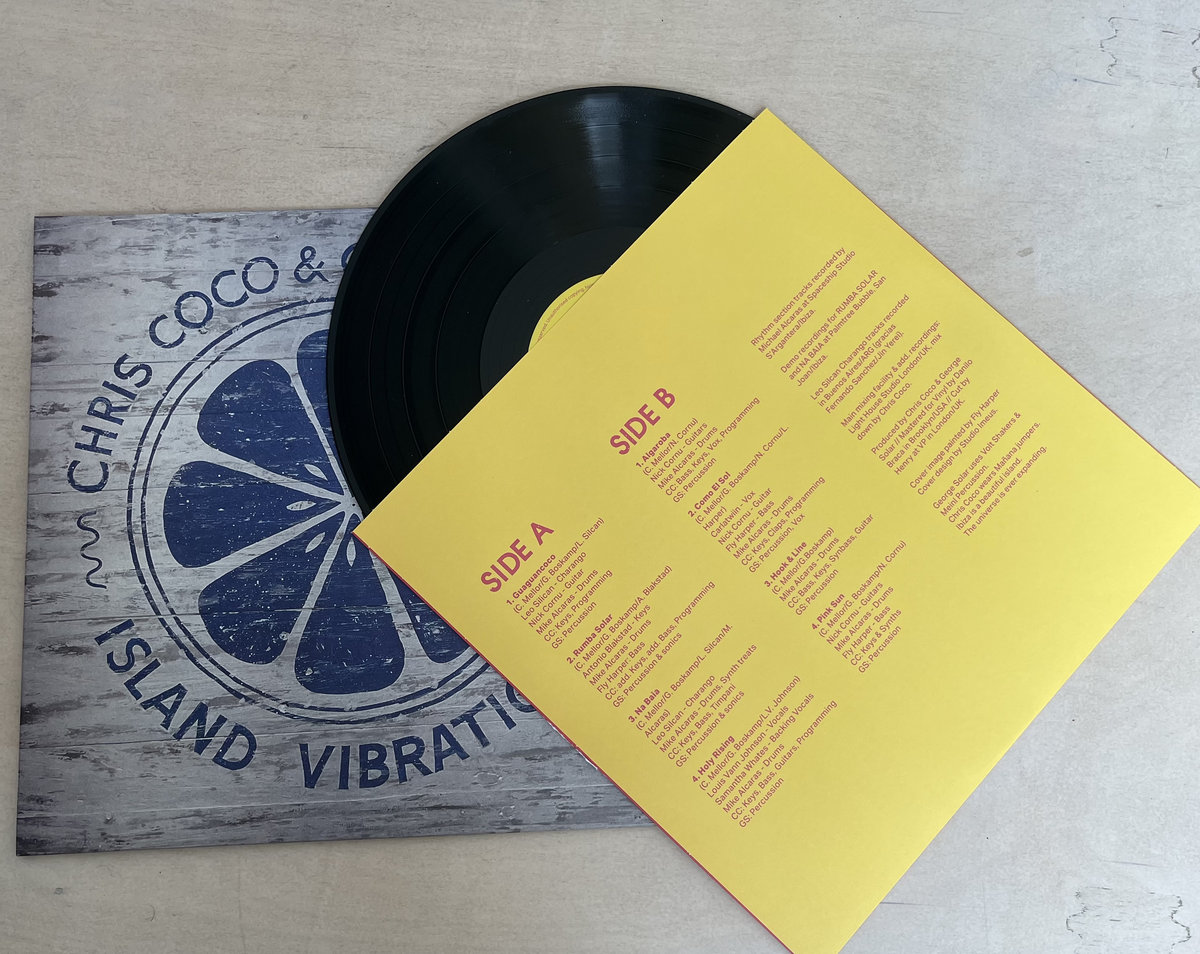 CHRIS COCO &
ISLAND VIBRATIO
SIDE A
1. Guaguancoco
(C. Mellor/G. Boskamp/L. Silcan)
Leo Silican - Charango
Nick Cornu - Guitar
Mike Alcaras - Drums
CC: Keys, Programming
GS: Percussion
2. Rumba Solar
(C. Mellor/G. Boskamp/A. Blakstad)
Antonio Blakstad - Keys
Mike Alcaras - Drums
Fly Harper: Bass
CC: add. Keys, add. Bass, Programming
GS: Percussion & sonics
3. Na Baia
(C. Mellor/G. Boskamp/L. Silcan/M.
Alcaras)
Leo Silcan - Charango
Mike Alcaras - Drums, Synth treats
CC: Keys, Bass, Timpani
GS: Percussion & sonics
4. Holy Rising
(C. Mellor/G. Boskamp/L.V. Johnson)
Louis Vann Johnson - Vocals
Samantha Whates - Backing Vocals
Mike Alcaras - Drums
CC: Keys, Bass, Guitars, Programming
GS: Percussion
SIDE B
1. Algaroba
(C. Mellor/N. Cornu)
Nick Cornu - Guitars
Mike Alcaras - Drums
CC: Bass, Keys, Vox, Programming
GS: Percussion
2. Como El Sol
(C. Mellor/G. Boskamp/N. Cornu/L.
Harper)
Carlatwiin - Vox
Nick Cornu - Guitar
Fly Harper - Bass
Mike Alcaras - Drums
CC: Keys, Claps, Programming
GS: Percussion, Vox
3. Hook & Line
(C. Mellor/G.Boskamp)
Mike Alcaras - Drums
CC: Bass, Keys, Synbass, Guitar
GS: Percussion
4. Pink Sun
(C. Mellor/G. Boskamp/N. Cornu)
Nick Cornu - Guitars
Mike Alcaras - Drums
Fly Harper - Bass
CC: Keys & Synths
GS: Percussion
Rhythm section tracks recorded by
Michael Alcaras at Spaceship Studio
S'Argantera/Ibiza.
Demo recordings for RUMBA SOLAR
and NA BAIA at Palmtree Bubble, San
Joan/Ibiza.
Leo Silcan Charango tracks recorded
in Buenos Aires/ARG (gracias
Fernando Sanchez/Jin Yerei).
Main mixing facility & add. recordings:
Light House Studio London/UK, mix
down by Chris Coco.
Produced by Chris Coco & George
Solar // Mastered for Vinyl by Danilo
Braca in Brooklyn/USA // Cut by
Henry at VP in London/UK.
Cover image painted by Fly Harper
Cover design by Studio Imeus.
George Solar uses Volt Shakers &
Meinl Percussion.
Chris Coco wears Mañana jumpers.
Ibiza is a beautiful island.
The universe is ever expanding.